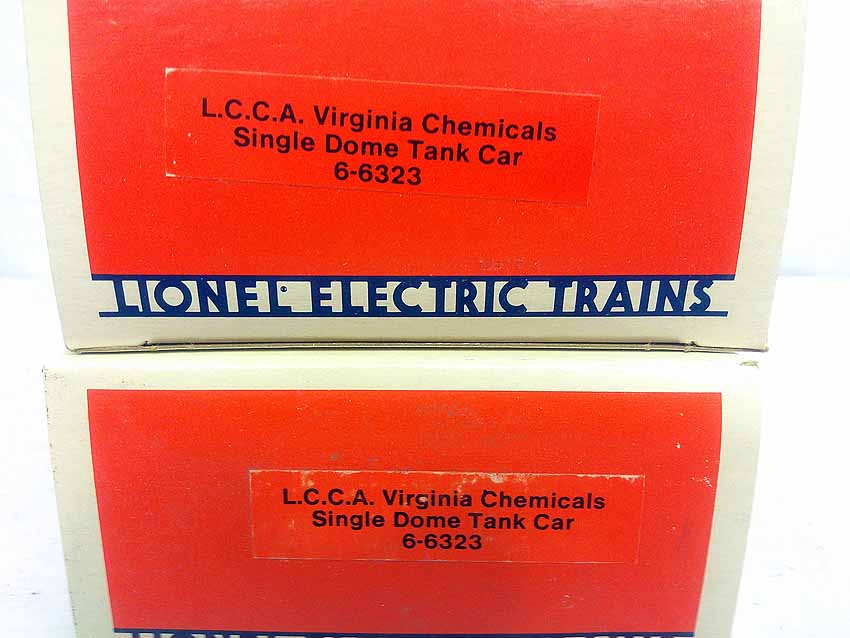 L.C.C.A. Virginia Chemicals
Single Dome Tank Car
6-6323
LIONEL® ELECTRIC TRAINS
L.C.C.A. Virginia Chemicals
Single Dome Tank Car
6-6323